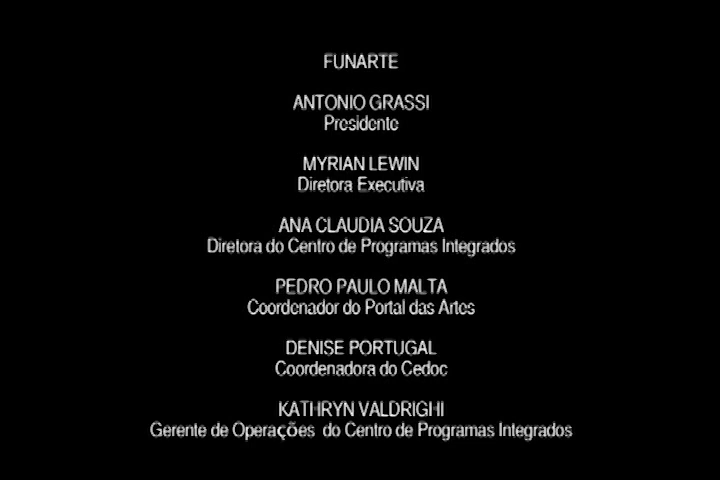 FUNARTE
ANTONIO GRASSI
Presidente
MYRIAN LEWIN
Diretora Executiva
ANA CLAUDIA SOUZA
Diretora do Centro de Programas Integrados
PEDRO PAULO MALTA
Coordenador do Portal das Artes
DENISE PORTUGAL
Coordenadora do Cedoc
KATHRYN VALDRIGHI
Gerente de Operações do Centro de Programas Integrados